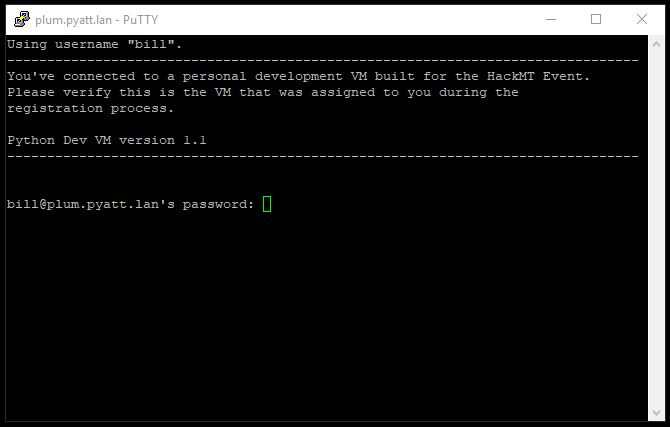 plum.pyatt.lan - PuTTY
Using username "bill".
-------------------------------------------------------------------------------
You've connected to a personal development VM built for the HackMT Event.
Please verify this is the VM that was assigned to you during the
registration process.
Python Dev VM version 1.1
-------------------------------------------------------------------------------
bill@plum.pyatt.lan's password: